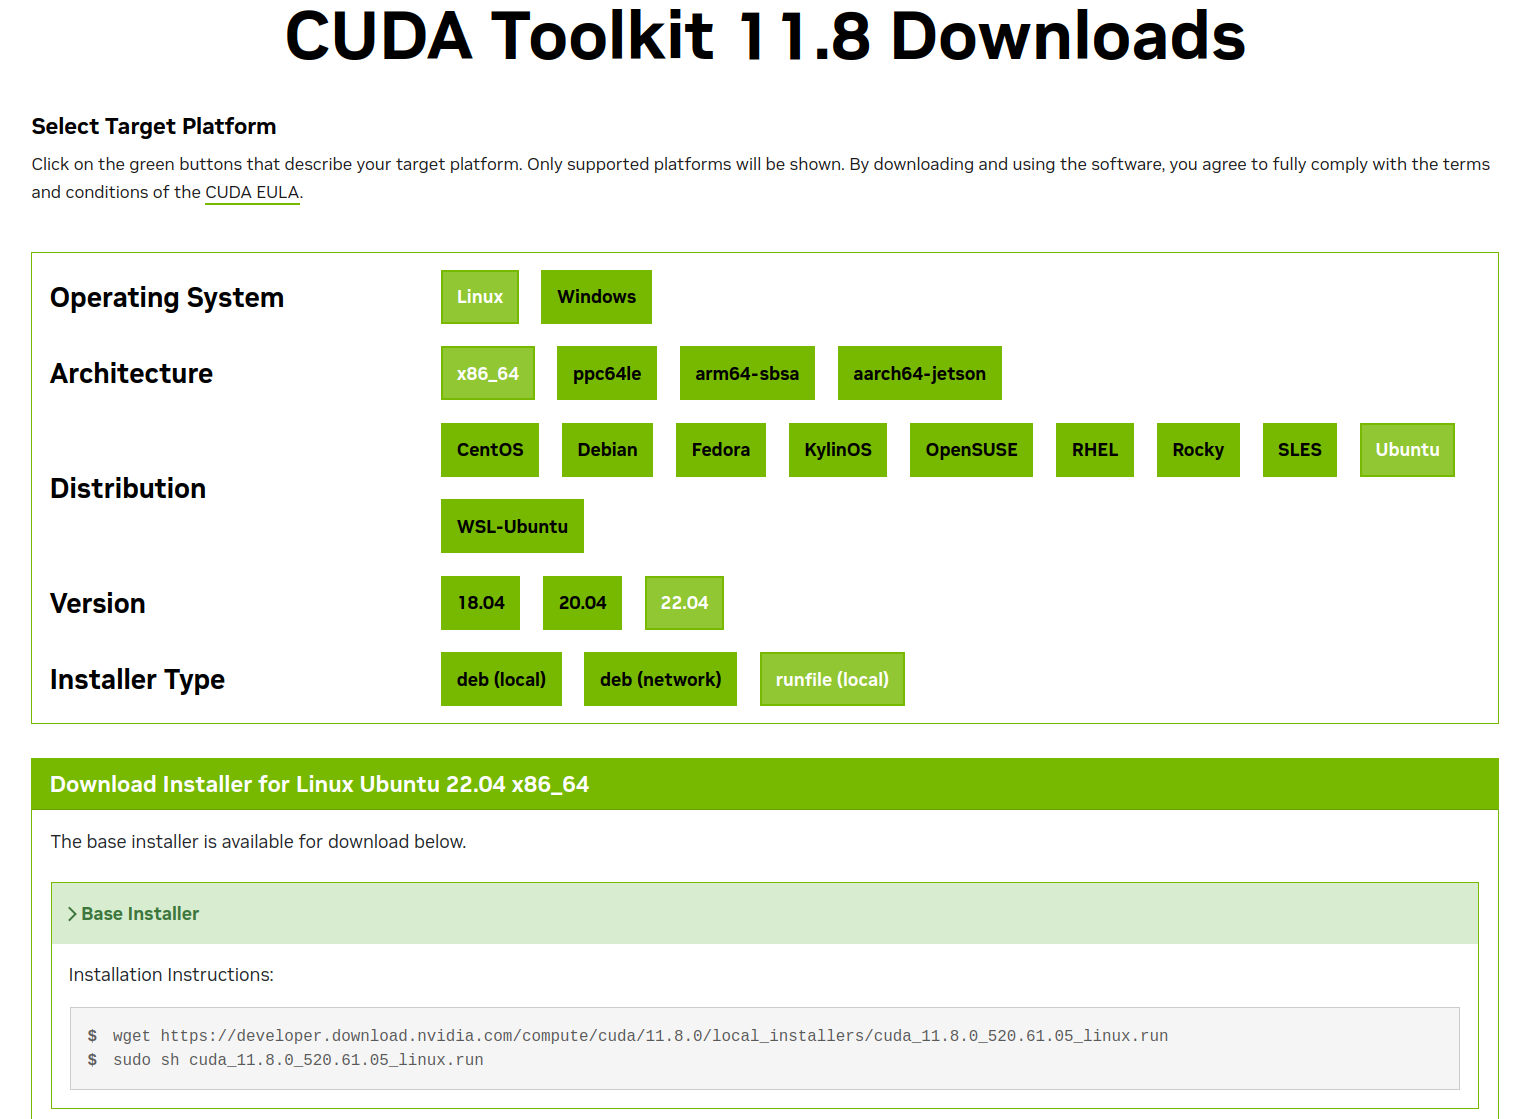 CUDA Toolkit 11.8 Downloads
Select Target Platform
Click on the green buttons that describe your target platform. Only supported platforms will be shown. By downloading and using the software, you agree to fully comply with the terms
and conditions of the CUDA EULA.
Operating System
Linux Windows
Architecture
x86_64 ppc64le arm64-sbsa aarch64-jetson
Distribution
CentOS Debian Fedora KylinOS OpenSUSE RHEL Rocky SLES Ubuntu
WSL-Ubuntu
Version
18.04 20.04 22.04
Installer Type
deb (local) deb (network) runfile (local)
Download Installer for Linux Ubuntu 22.04 x86_64
The base installer is available for download below.
Base Installer
Installation Instructions:
$ wget https://developer.download.nvidia.com/compute/cuda/11.8.0/local_installers/cuda_11.8.0_520.61.05_linux.run
$ sudo sh cuda_11.8.0_520.61.05_linux.run